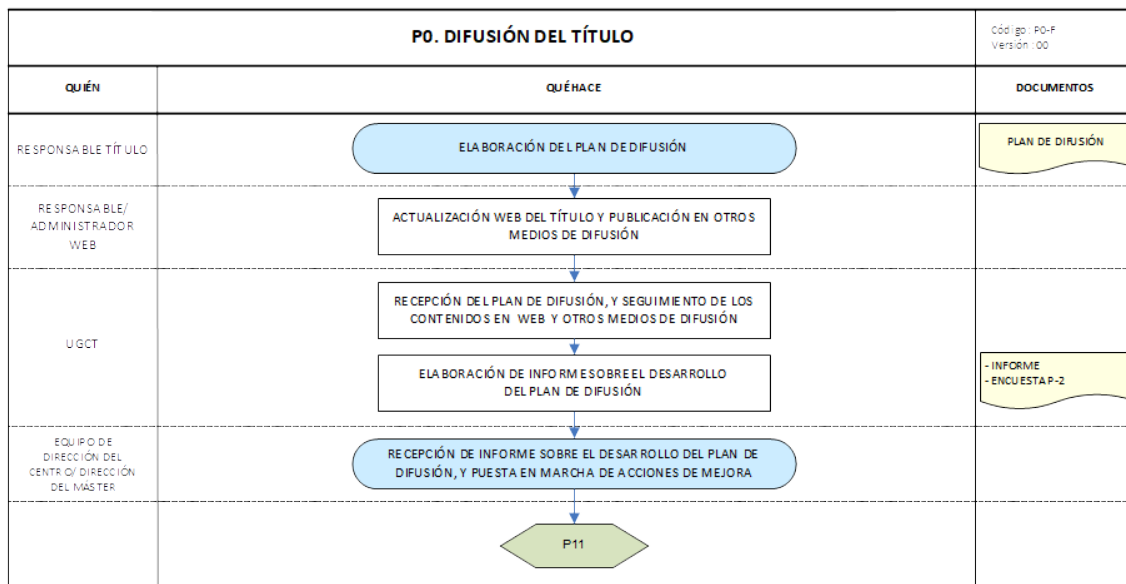 P0. DIFUSIÓN DEL TÍTULO
Código: P0-F
Versión: 00
QUIÉN
QUÉ HACE
DOCUMENTOS
RESPONSABLE TÍTULO
ELABORACIÓN DEL PLAN DE DIFUSIÓN
PLAN DE DIFUSIÓN
RESPONSABLE/
ADMINISTRADOR
WEB
ACTUALIZACIÓN WEB DEL TÍTULO Y PUBLICACIÓN EN OTROS
MEDIOS DE DIFUSIÓN
UGCT
RECEPCIÓN DEL PLAN DE DIFUSIÓN, Y SEGUIMIENTO DE LOS
CONTENIDOS EN WEB Y OTROS MEDIOS DE DIFUSIÓN
ELABORACIÓN DE INFORME SOBRE EL DESARROLLO
DEL PLAN DE DIFUSIÓN
- INFORME
- ENCUESTA P-2
EQUIPO DE
DIRECCIÓN DEL
CENTRO/ DIRECCIÓN
DEL MÁSTER
RECEPCIÓN DE INFORME SOBRE EL DESARROLLO DEL PLAN DE
DIFUSIÓN, Y PUESTA EN MARCHA DE ACCIONES DE MEJORA
P11